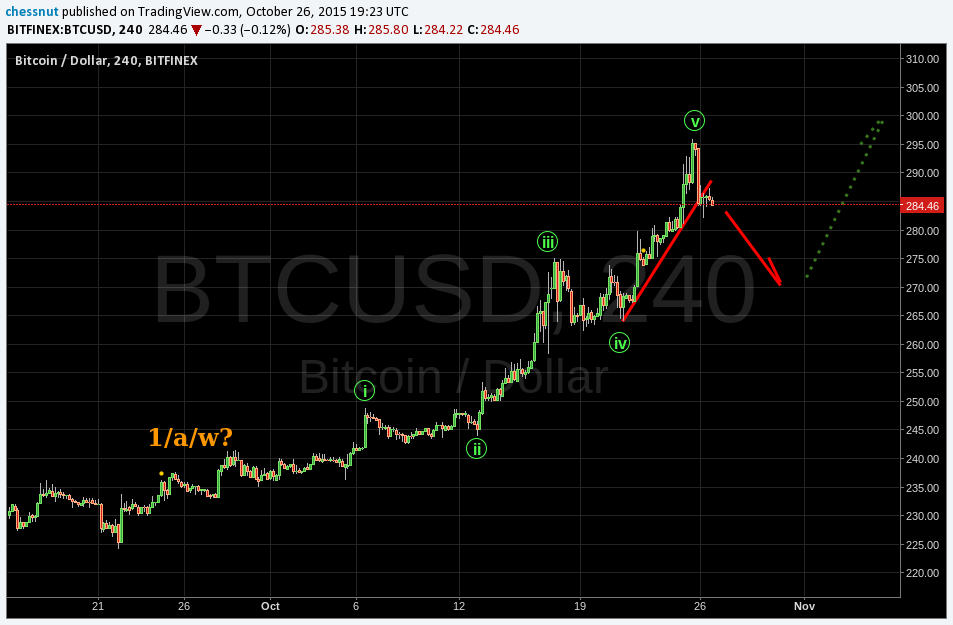 chessnut published on TradingView.com, October 26, 2015 19:23 UTC
BITFINEX:BTCUSD, 240 284.46 ▼ −0.33 (−0.12%) O:285.38 H:285.80 L:284.22 C:284.46
Bitcoin / Dollar, 240, BITFINEX
310.00
305.00
300.00
v
295.00
290.00
284.46
280.00
iii
275.00
BTCUSD, 240
270.00
265.00
iv
260.00
255.00
Bitcoin / Dollar
i
250.00
245.00
1/a/w?
ii
240.00
235.00
230.00
225.00
220.00
21 26 Oct 6 12 19 26 Nov